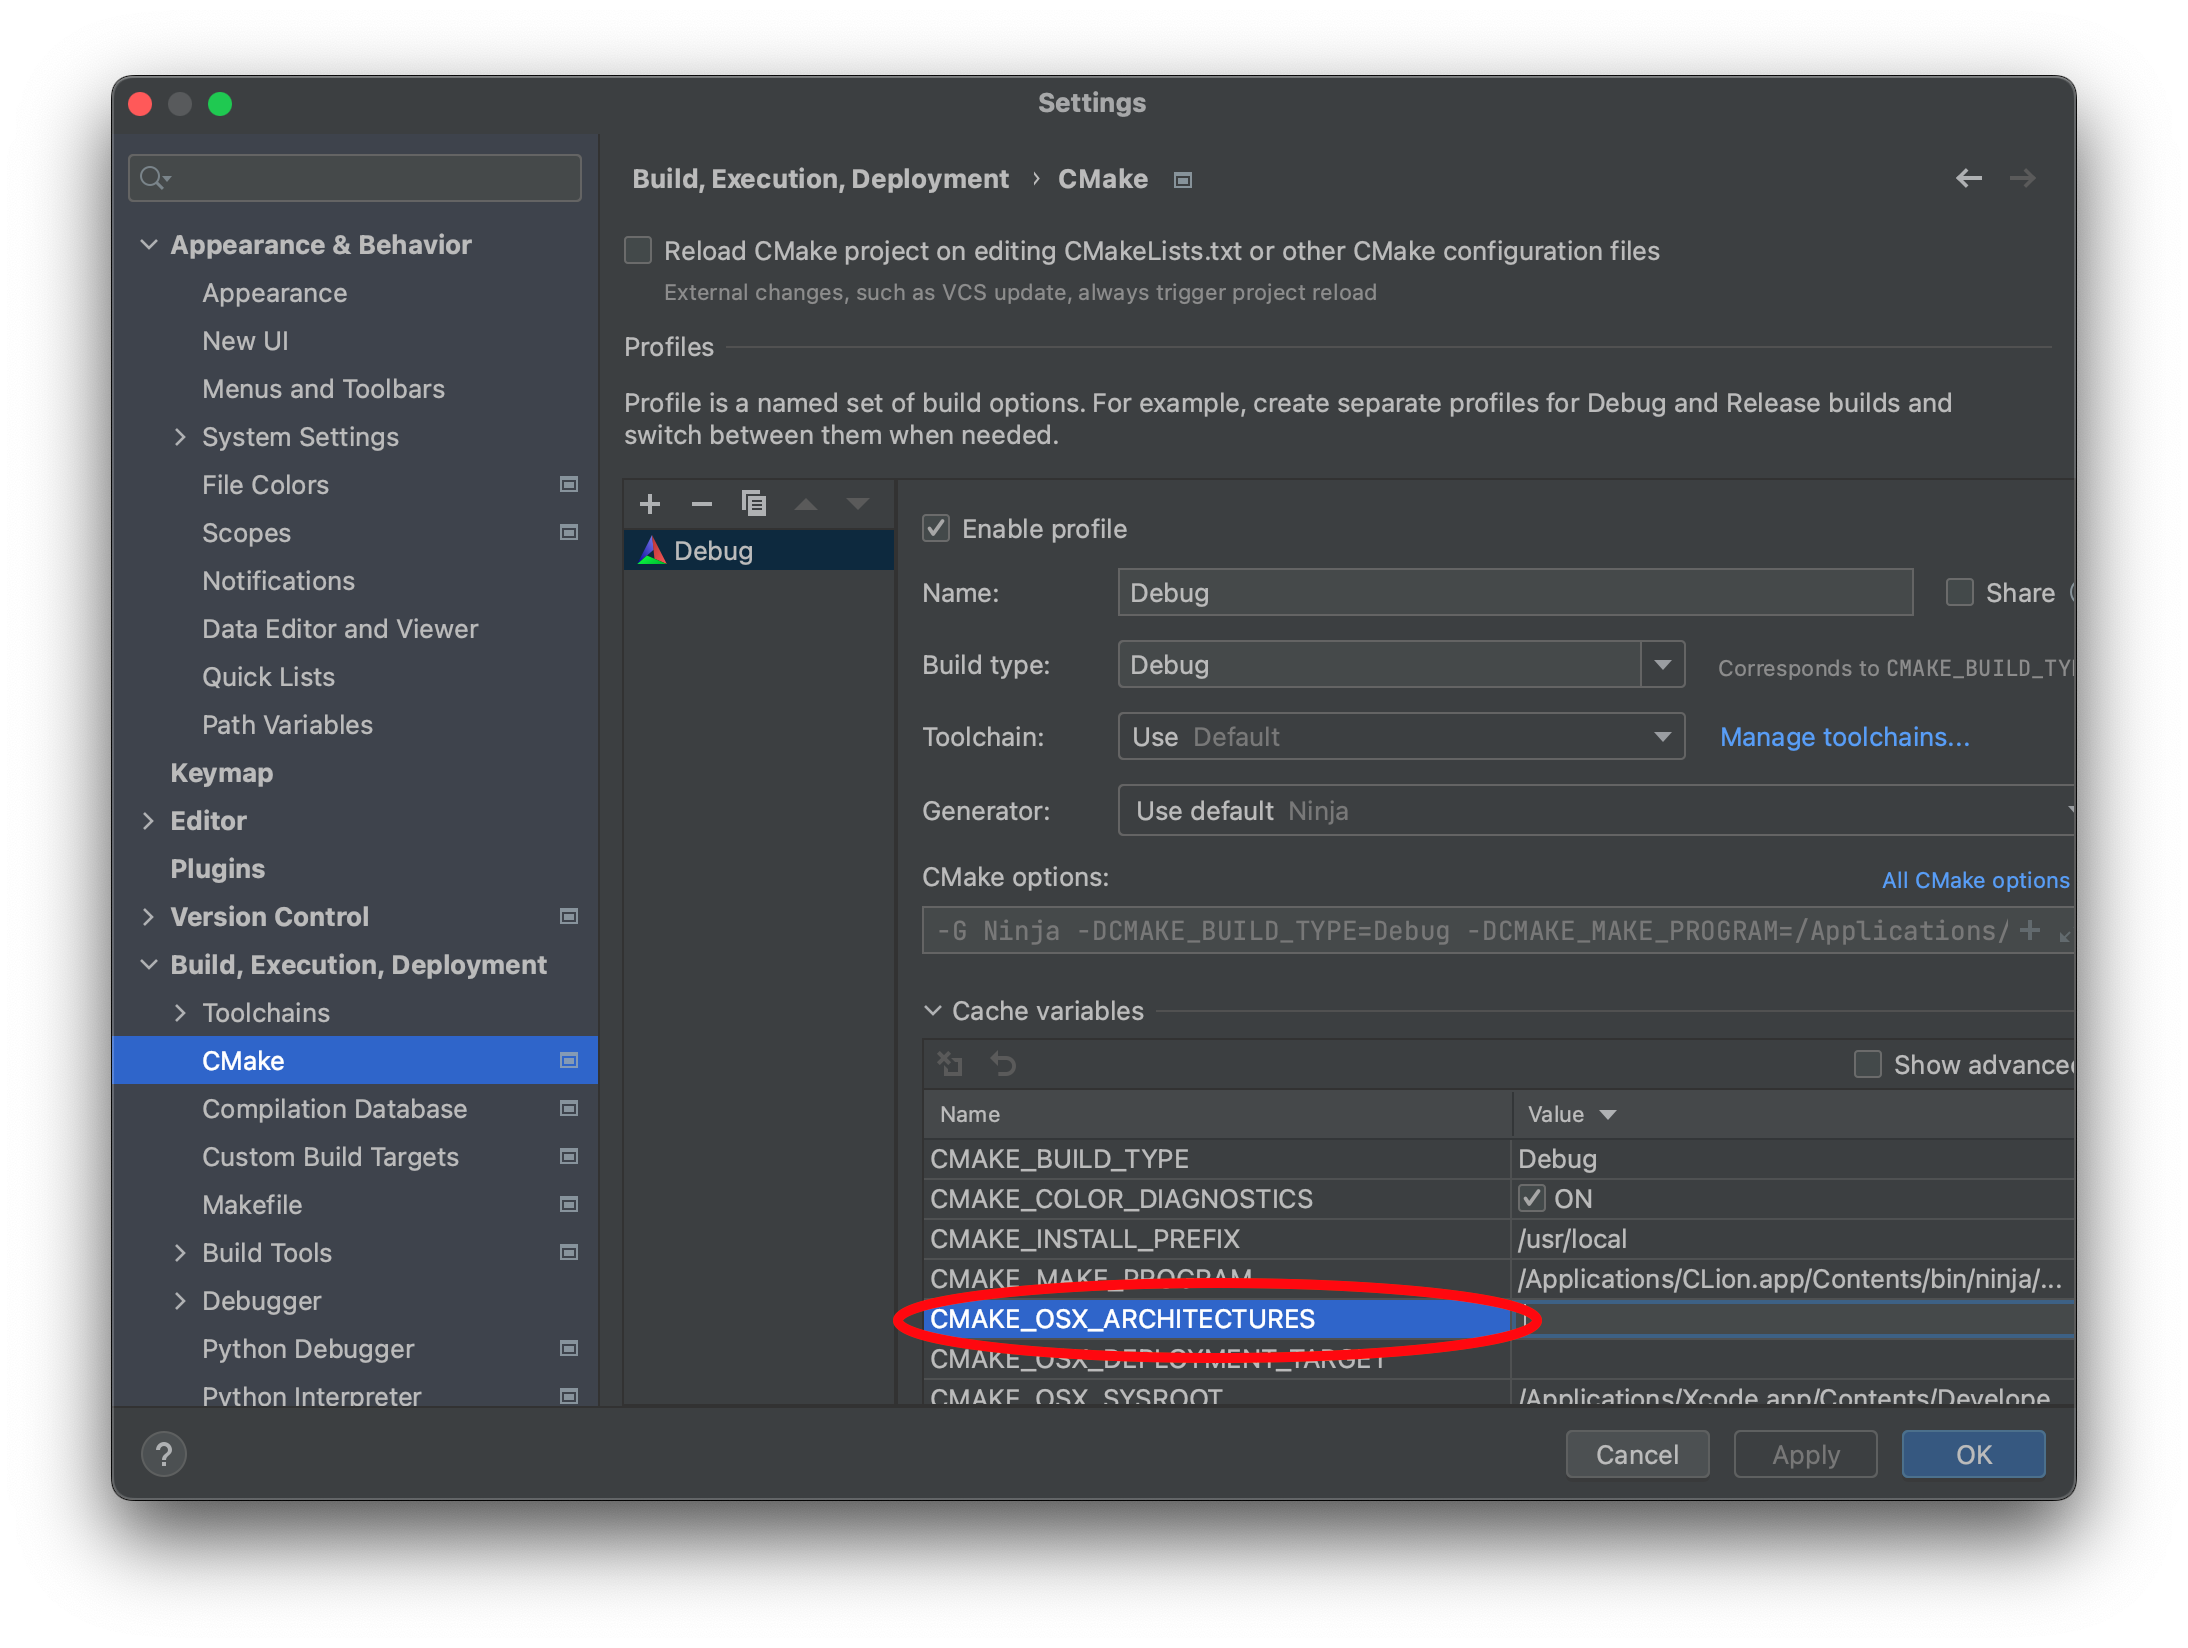 Settings
Appearance & Behavior
Appearance
New UI
Menus and Toolbars
System Settings
File Colors
Scopes
Notifications
Data Editor and Viewer
Quick Lists
Path Variables
Keymap
Editor
Plugins
Version Control
Build, Execution, Deployment
Toolchains
CMake
Compilation Database
Custom Build Targets
Makefile
Build Tools
Debugger
Python Debugger
Python Interpreter
Build, Execution, Deployment › CMake
Reload CMake project on editing CMakeLists.txt or other CMake configuration files
External changes, such as VCS update, always trigger project reload
Profiles
Profile is a named set of build options. For example, create separate profiles for Debug and Release builds and
switch between them when needed.
Debug
Enable profile
Name: Debug Share
Build type: Debug Corresponds to CMAKE_BUILD_TY
Toolchain: Use Default Manage toolchains...
Generator: Use default Ninja
CMake options: All CMake options
-G Ninja -DCMAKE_BUILD_TYPE=Debug -DCMAKE_MAKE_PROGRAM=/Applications/
Cache variables
Show advanced
Name Value
CMAKE_BUILD_TYPE Debug
CMAKE_COLOR_DIAGNOSTICS ON
CMAKE_INSTALL_PREFIX /usr/local
CMAKE_MAKE_PROGRAM /Applications/CLion.app/Contents/bin/ninja/...
CMAKE_OSX_ARCHITECTURES
CMAKE_OSX_DEPLOYMENT_TARGET
CMAKE_OSX_SYSROOT /Applications/Xcode.app/Contents/Develope
? Cancel Apply OK